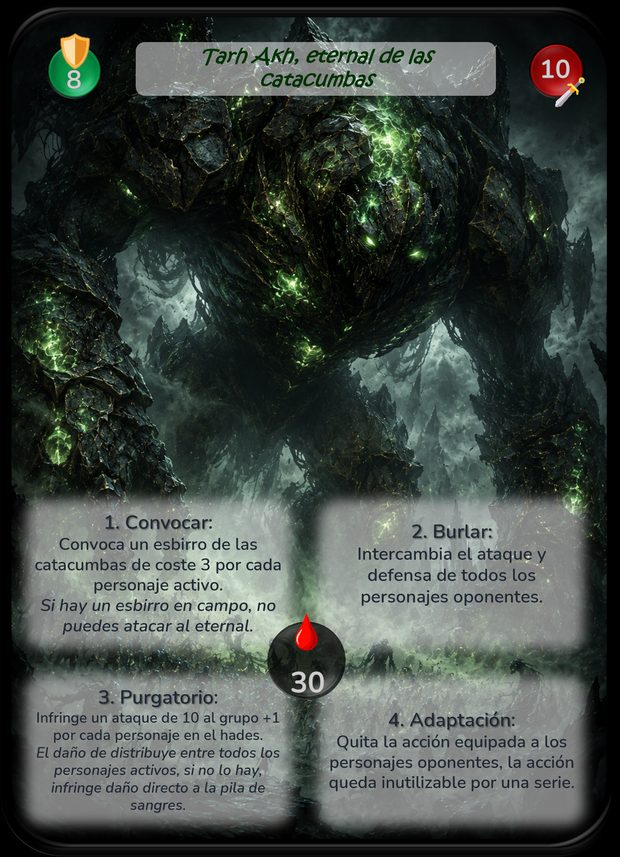 8
Tarh Akh, eternal de las
catacumbas
10
1. Convocar:
Convoca un esbirro de las
catacumbas de coste 3 por cada
personaje activo.
Si hay un esbirro en campo, no
puedes atacar al eternal.
2. Burlar:
Intercambia el ataque y
defensa de todos los
personajes oponentes.
30
3. Purgatorio:
Infringe un ataque de 10 al grupo +1
por cada personaje en el hades.
El daño de distribuye entre todos los
personajes activos, si no lo hay,
infringe daño directo a la pila de
sangres.
4. Adaptación:
Quita la acción equipada a los
personajes oponentes, la acción
queda inutilizable por una serie.